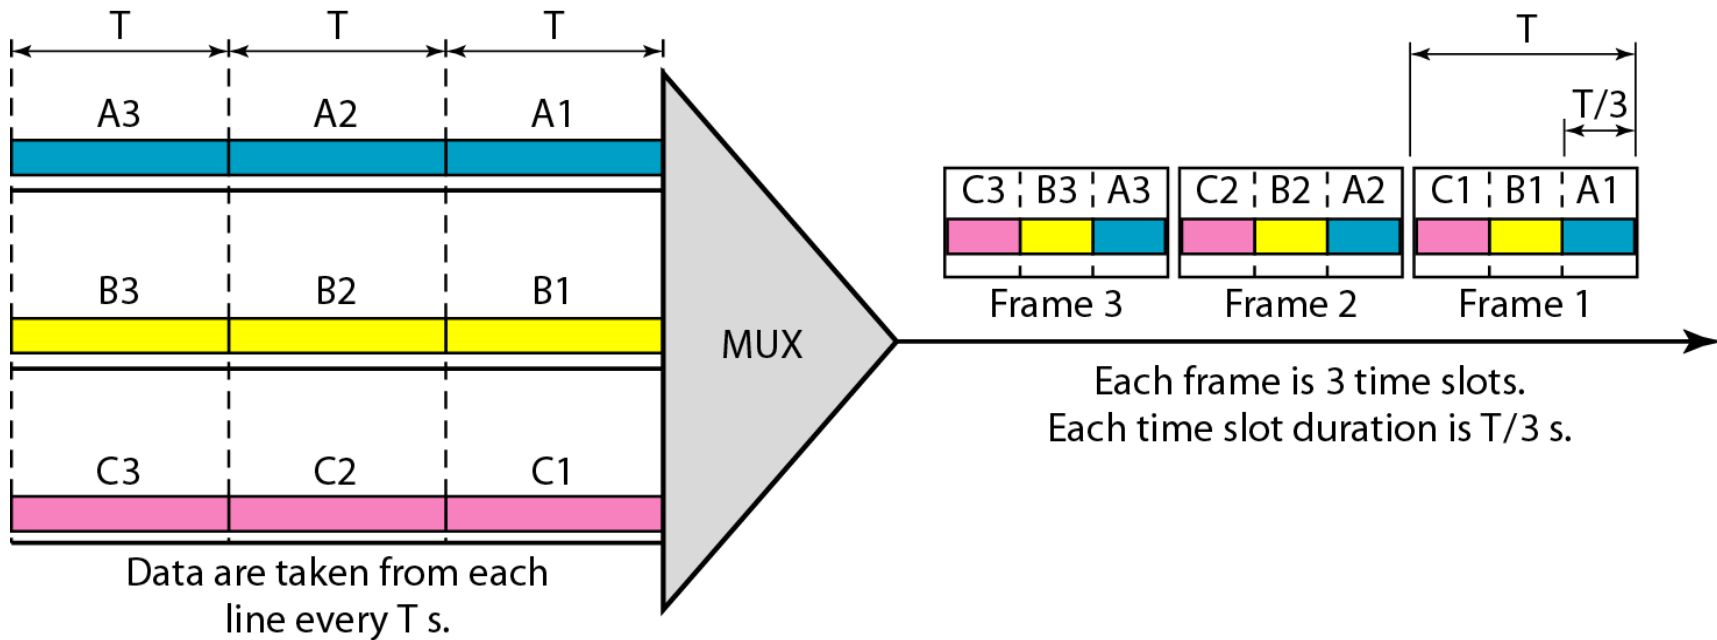 T T T
T
T/3
A3 A2 A1
C3 B3 A3 C2 B2 A2 C1 B1 A1
B3 B2 B1
Frame 3 Frame 2 Frame 1
MUX
Each frame is 3 time slots.
Each time slot duration is T/3 s.
C3 C2 C1
Data are taken from each
line every T s.